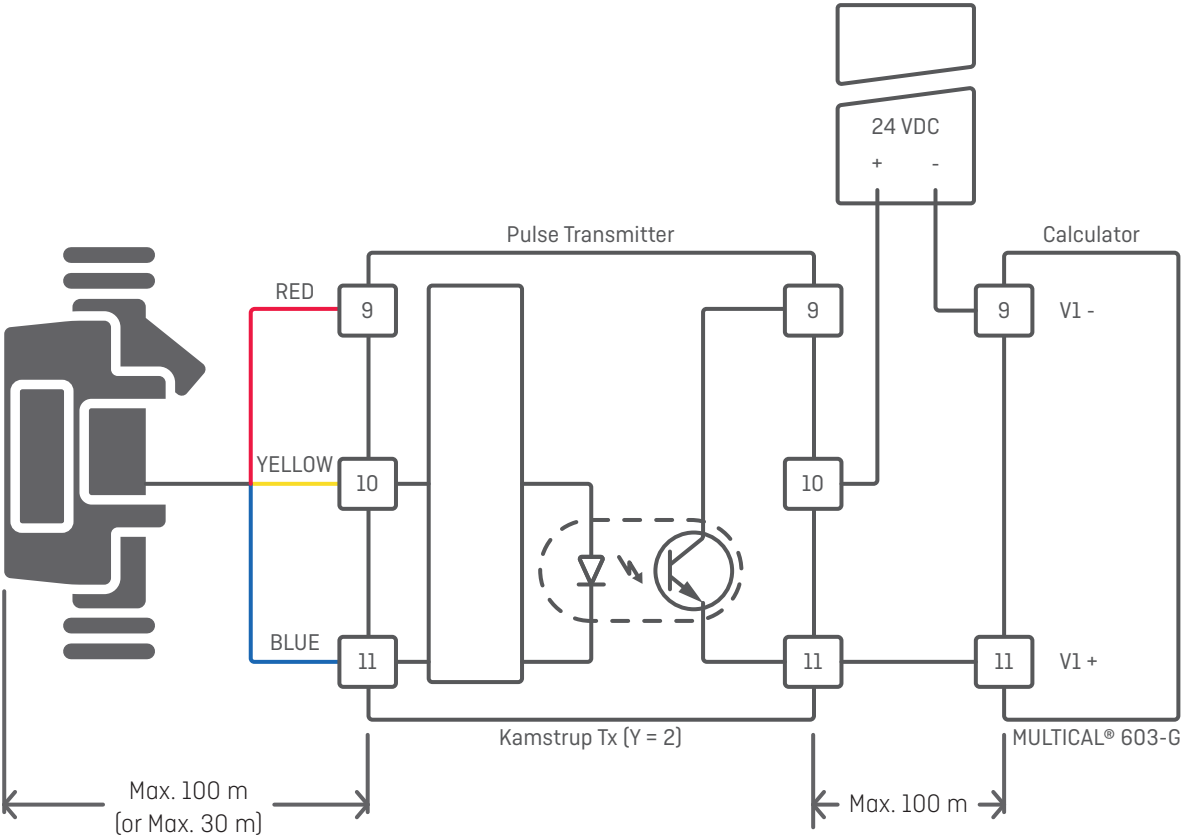 24 VDC
+ -
Pulse Transmitter
Calculator
RED
9
9
9
V1 -
YELLOW
10
10
BLUE
11
11
11
V1 +
Kamstrup Tx (Y = 2)
MULTICAL® 603-G
Max. 100 m
(or Max. 30 m)
Max. 100 m